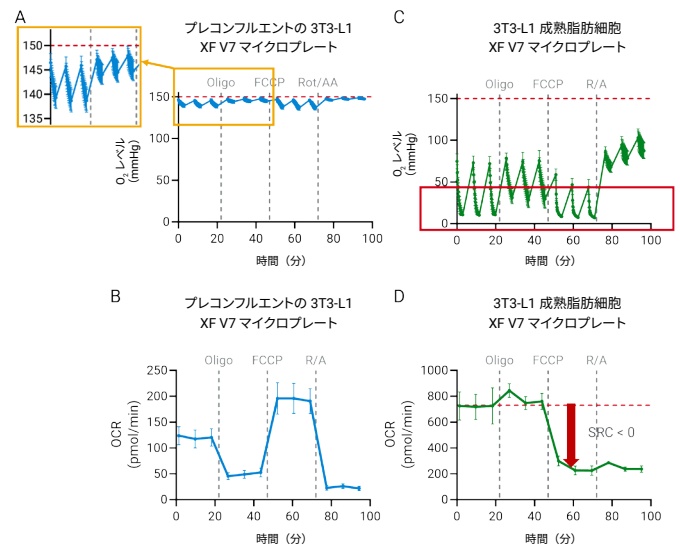 A
プレコンフルエントの 3T3-L1
XF V7 マイクロプレート
150
145
140
135
Oligo
FCCP
Rot/AA
O2 レベル
(mmHg)
150
100
50
0
0
20
40
60
80
100
時間（分）
C
3T3-L1 成熟脂肪細胞
XF V7 マイクロプレート
Oligo
FCCP
R/A
O2 レベル
(mmHg)
150
100
50
0
0
20
40
60
80
100
時間（分）
B
プレコンフルエントの 3T3-L1
XF V7 マイクロプレート
Oligo
FCCP
R/A
OCR
(pmol/min)
250
200
150
100
50
0
0
20
40
60
80
100
時間（分）
D
3T3-L1 成熟脂肪細胞
XF V7 マイクロプレート
Oligo
FCCP
R/A
OCR
(pmol/min)
1000
800
600
400
200
0
SRC < 0
0
20
40
60
80
100
時間（分）